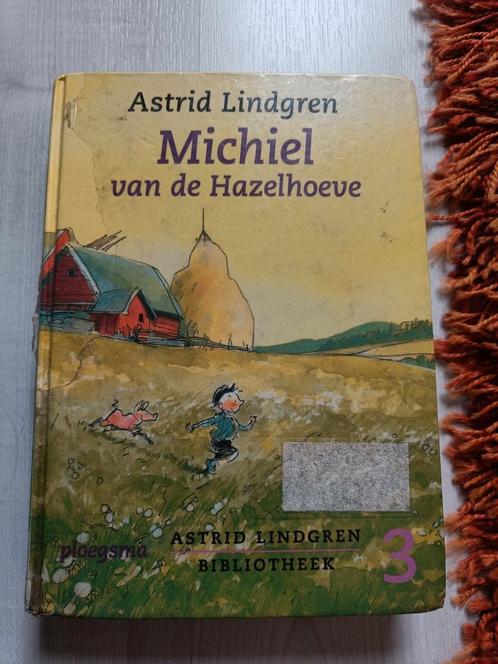 Astrid Lindgren
Michiel
van de Hazelhoeve
ploegsma
ASTRID LINDGREN
BIBLIOTHEEK
3